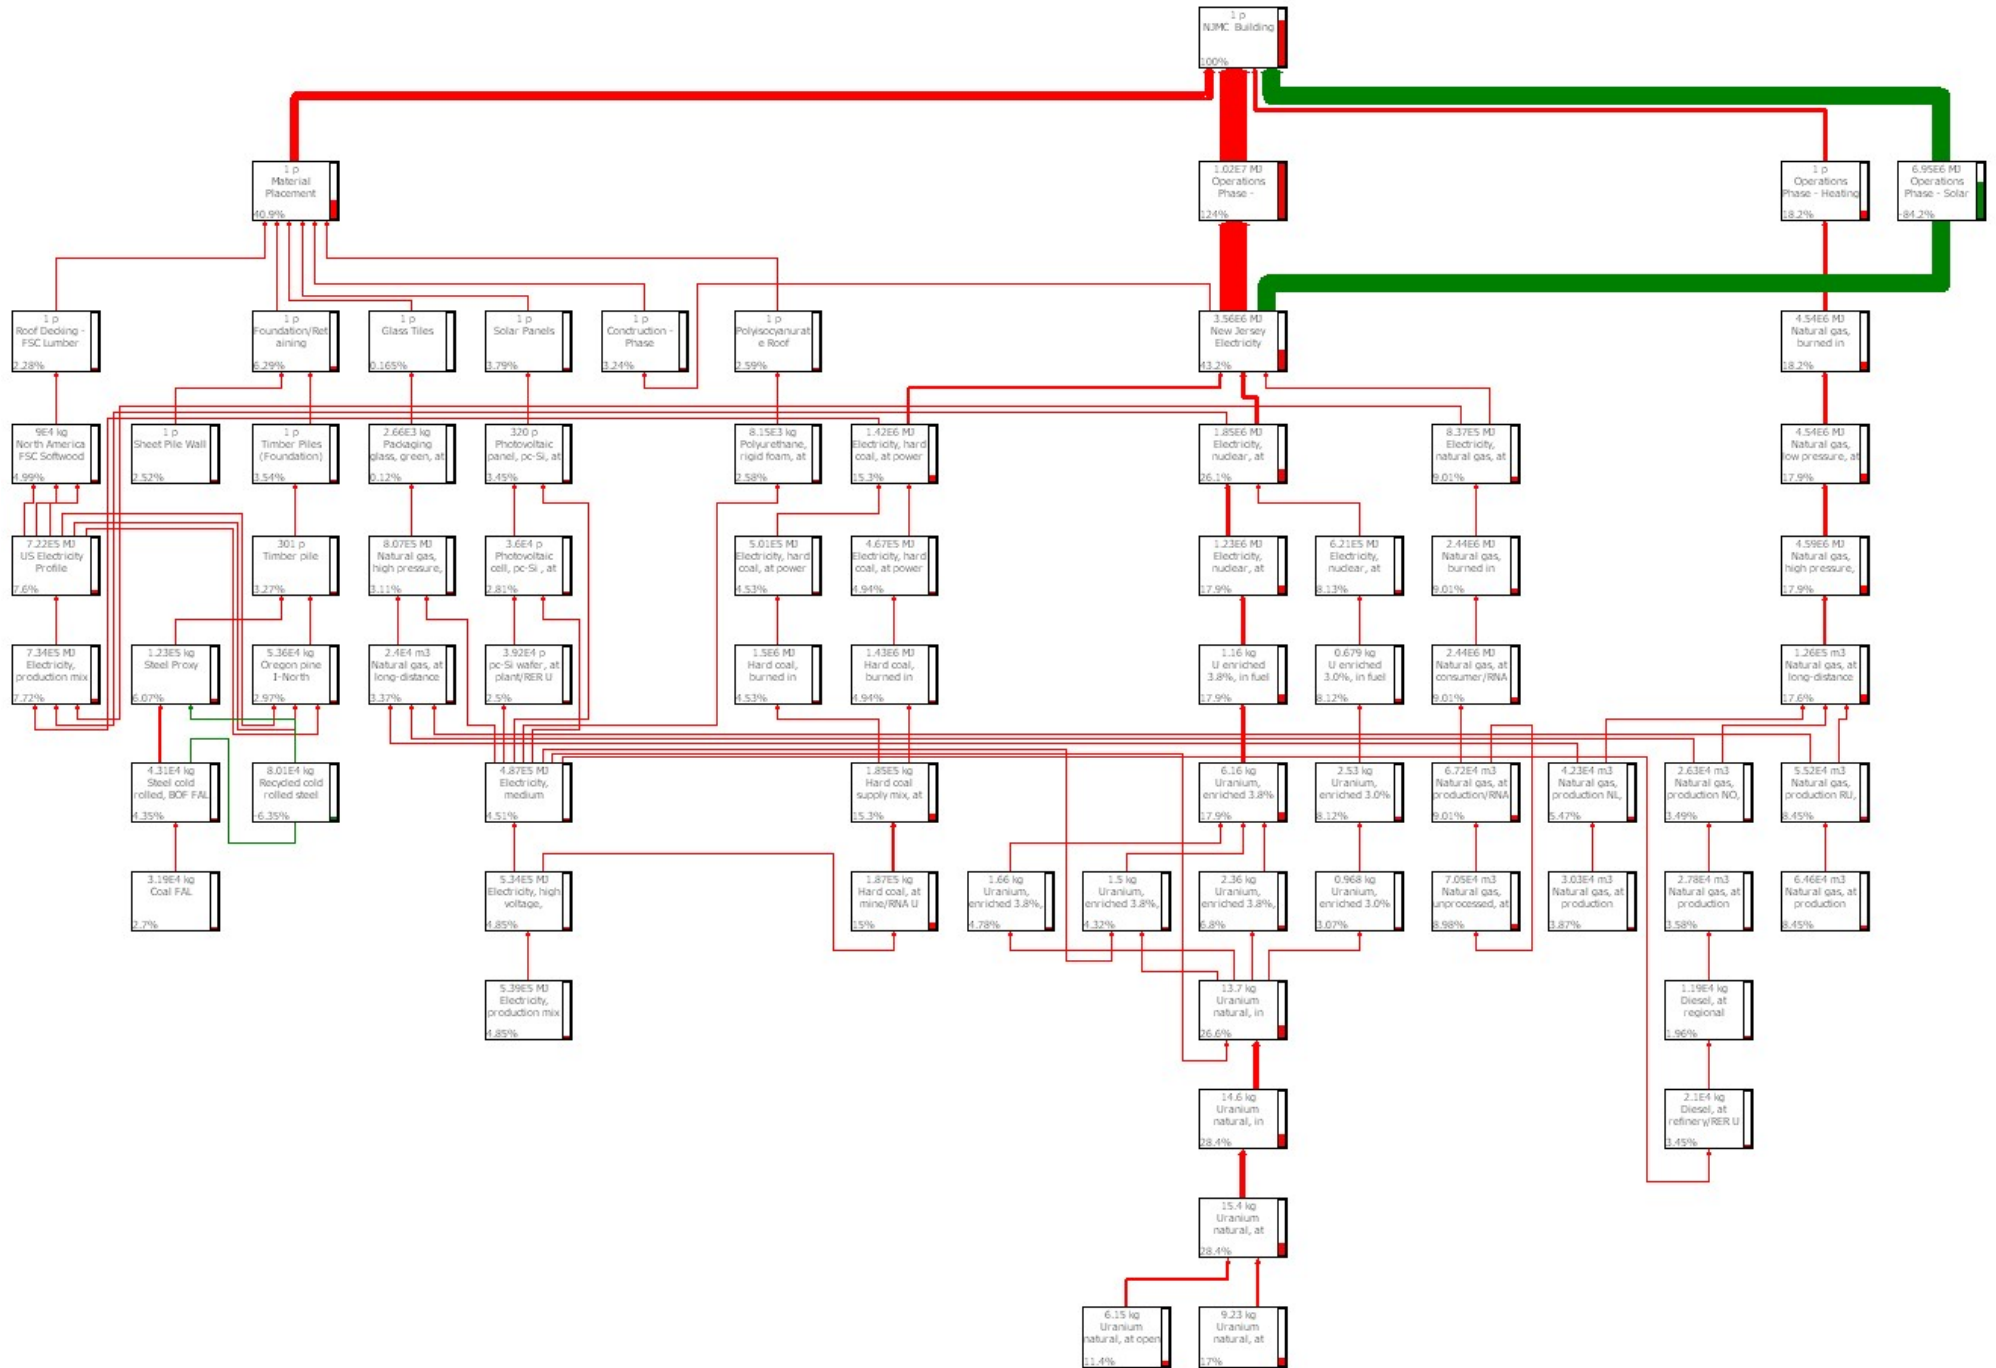 1 p
NJMC Building
100%
1 p
Material
Placement
40.9%
1.02E7 MJ
Operations
Phase -
124%
1 p
Operations
Phase - Heating
18.2%
6.95E6 MJ
Operations
Phase - Solar
-84.2%
1 p
Roof Decking -
FSC Lumber
2.28%
1 p
Foundation/Ret
aining
6.29%
1 p
Glass Tiles
0.165%
1 p
Solar Panels
3.79%
1 p
Conctruction -
Phase
3.24%
1 p
Polyisocyanurat
e Roof
2.59%
3.56E6 MJ
New Jersey
Electricity
43.2%
4.54E6 MJ
Natural gas,
burned in
18.2%
9E4 kg
North America
FSC Softwood
4.99%
1 p
Sheet Pile Wall
2.52%
1 p
Timber Piles
(Foundation)
3.54%
2.66E3 kg
Packaging
glass, green, at
0.12%
320 p
Photovoltaic
panel, pc-Si, at
3.45%
8.15E3 kg
Polyurethane,
rigid foam, at
2.58%
1.42E6 MJ
Electricity, hard
coal, at power
15.3%
1.85E6 MJ
Electricity,
nuclear, at
26.1%
8.37E5 MJ
Electricity,
natural gas, at
9.01%
4.54E6 MJ
Natural gas,
low pressure, at
17.9%
7.22E5 MJ
US Electricity
Profile
7.6%
301 p
Timber pile
3.27%
8.07E5 MJ
Natural gas,
high pressure,
3.11%
3.6E4 p
Photovoltaic
cell, pc-Si , at
2.81%
5.01E5 MJ
Electricity, hard
coal, at power
4.53%
4.67E5 MJ
Electricity, hard
coal, at power
4.94%
1.23E6 MJ
Electricity,
nuclear, at
17.9%
6.21E5 MJ
Electricity,
nuclear, at
8.13%
2.44E6 MJ
Natural gas,
burned in
9.01%
4.59E6 MJ
Natural gas,
high pressure,
17.9%
7.34E5 MJ
Electricity,
production mix
7.72%
1.23E5 kg
Steel Proxy
6.07%
5.36E4 kg
Oregon pine
I-North
2.97%
2.4E4 m3
Natural gas, at
long-distance
3.37%
3.92E4 p
pc-Si wafer, at
plant/RER U
2.5%
1.5E6 MJ
Hard coal,
burned in
4.53%
1.43E6 MJ
Hard coal,
burned in
4.94%
1.16 kg
U enriched
3.8%, in fuel
17.9%
0.679 kg
U enriched
3.0%, in fuel
8.12%
2.44E6 MJ
Natural gas, at
consumer/RNA
9.01%
1.26E5 m3
Natural gas, at
long-distance
17.6%
4.31E4 kg
Steel cold
rolled, BOF FAL
4.35%
8.01E4 kg
Recycled cold
rolled steel
-6.35%
4.87E5 MJ
Electricity,
medium
4.51%
1.85E5 kg
Hard coal
supply mix, at
15.3%
6.16 kg
Uranium,
enriched 3.8%
17.9%
2.53 kg
Uranium,
enriched 3.0%
8.12%
6.72E4 m3
Natural gas, at
production/RNA
9.01%
4.23E4 m3
Natural gas, at
production NL,
5.47%
2.63E4 m3
Natural gas, at
production NO,
3.49%
5.52E4 m3
Natural gas, at
production RU,
8.45%
3.19E4 kg
Coal FAL
2.7%
5.34E5 MJ
Electricity, high
voltage,
4.85%
1.87E5 kg
Hard coal, at
mine/RNA U
15%
1.66 kg
Uranium,
enriched 3.8%,
4.78%
1.5 kg
Uranium,
enriched 3.8%,
4.32%
2.36 kg
Uranium,
enriched 3.8%,
6.8%
0.968 kg
Uranium,
enriched 3.0%
3.07%
7.05E4 m3
Natural gas, at
unprocessed, at
8.98%
3.03E4 m3
Natural gas, at
production
3.87%
2.78E4 m3
Natural gas, at
production
3.58%
6.46E4 m3
Natural gas, at
production
8.45%
5.39E5 MJ
Electricity,
production mix
4.85%
13.7 kg
Uranium
natural, in
26.6%
1.19E4 kg
Diesel, at
regional
1.96%
14.6 kg
Uranium
natural, in
28.4%
2.1E4 kg
Diesel, at
refinery/RER U
3.45%
15.4 kg
Uranium
natural, at
28.4%
6.15 kg
Uranium
natural, at open
11.4%
9.23 kg
Uranium
natural, at
17%